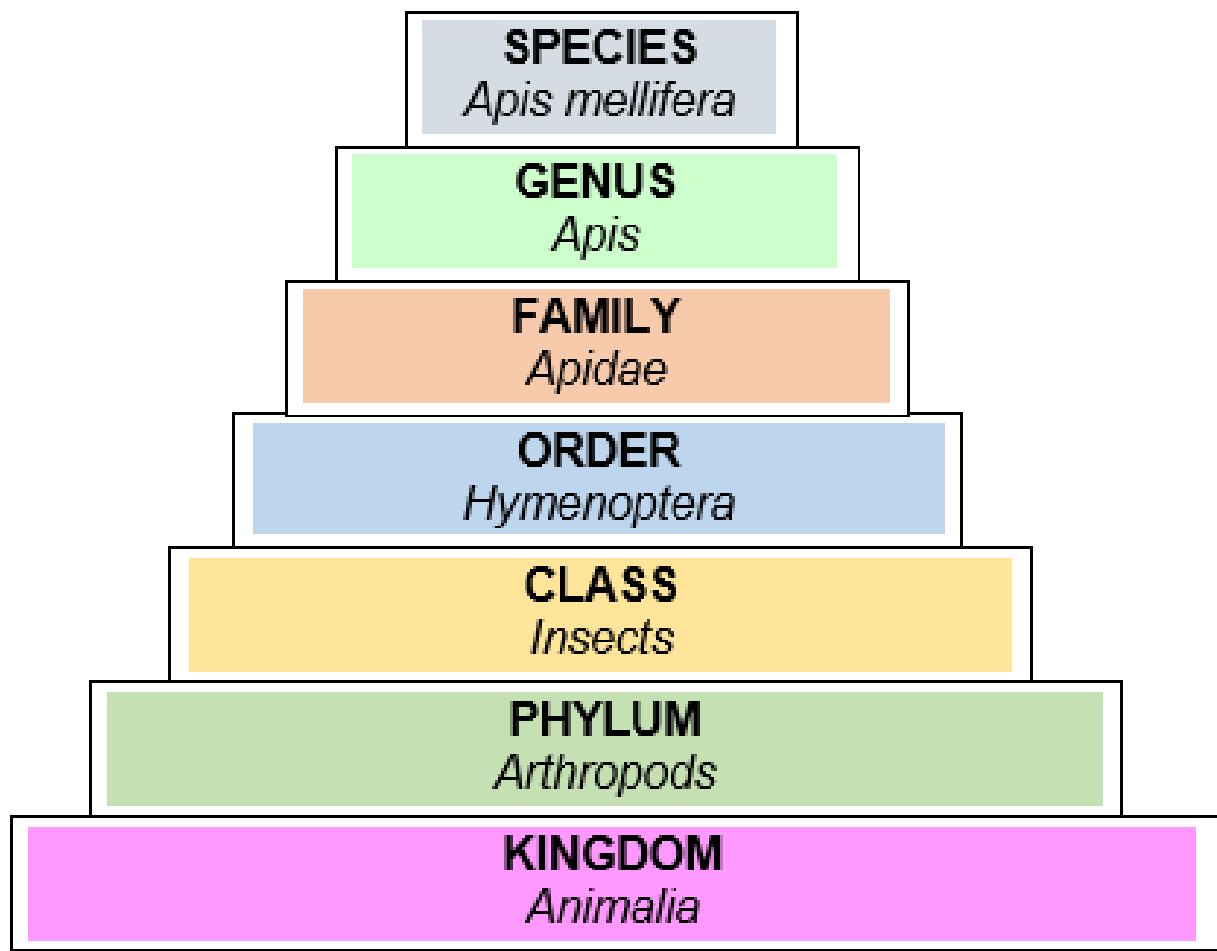 SPECIES
Apis mellifera
GENUS
Apis
FAMILY
Apidae
ORDER
Hymenoptera
CLASS
Insects
PHYLUM
Arthropods
KINGDOM
Animalia